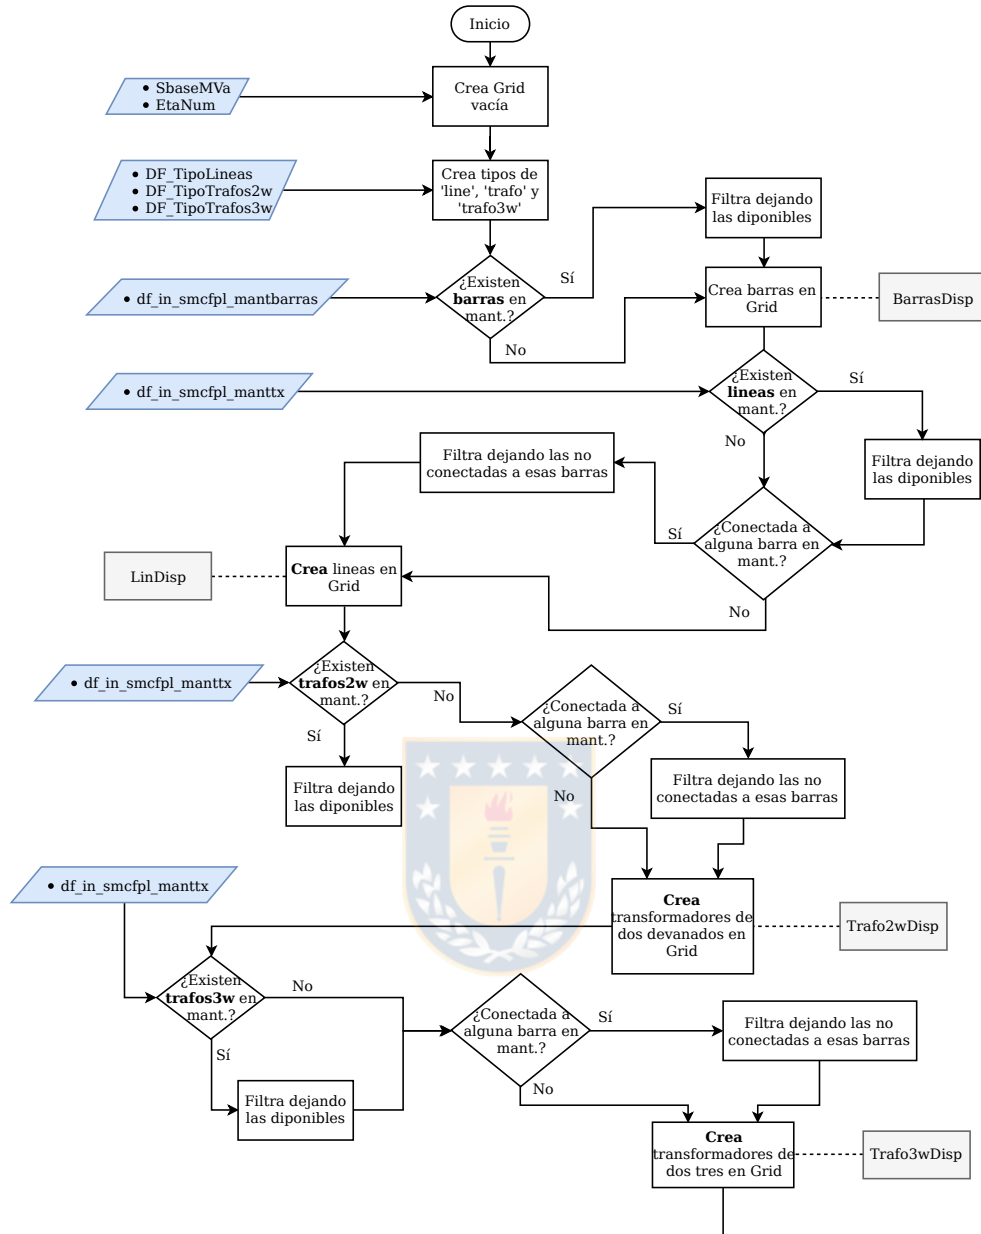 Inicio
• SbaseMVa
• EtaNum
Crea Grid
vacía
• DF_TipoLineas
• DF_TipoTrafos2w
• DF_TipoTrafos3w
Crea tipos de
'line', 'trafo' y
'trafo3w'
Filtra dejando
las diponibles
Sí
• df_in_smcfpl_mantbarras
¿Existen
barras en
mant.?
No
Crea barras en
Grid
BarrasDisp
• df_in_smcfpl_manttx
¿Existen
lineas en
mant.?
Sí
No
Filtra dejando
las diponibles
Filtra dejando las no
conectadas a esas barras
Sí
¿Conectada a
alguna barra en
mant.?
No
LinDisp
Crea lineas en
Grid
• df_in_smcfpl_manttx
¿Existen
trafos2w en
mant.?
No
Sí
¿Conectada a
alguna barra en
mant.?
Sí
No
Filtra dejando
las diponibles
Filtra dejando las no
conectadas a esas barras
• df_in_smcfpl_manttx
Crea
transformadores de
dos devanados en
Grid
Trafo2wDisp
¿Existen
trafos3w en
mant.?
No
Sí
¿Conectada a
alguna barra en
mant.?
Sí
No
Filtra dejando las no
conectadas a esas barras
Filtra dejando
las diponibles
Crea
transformadores de
dos tres en Grid
Trafo3wDisp